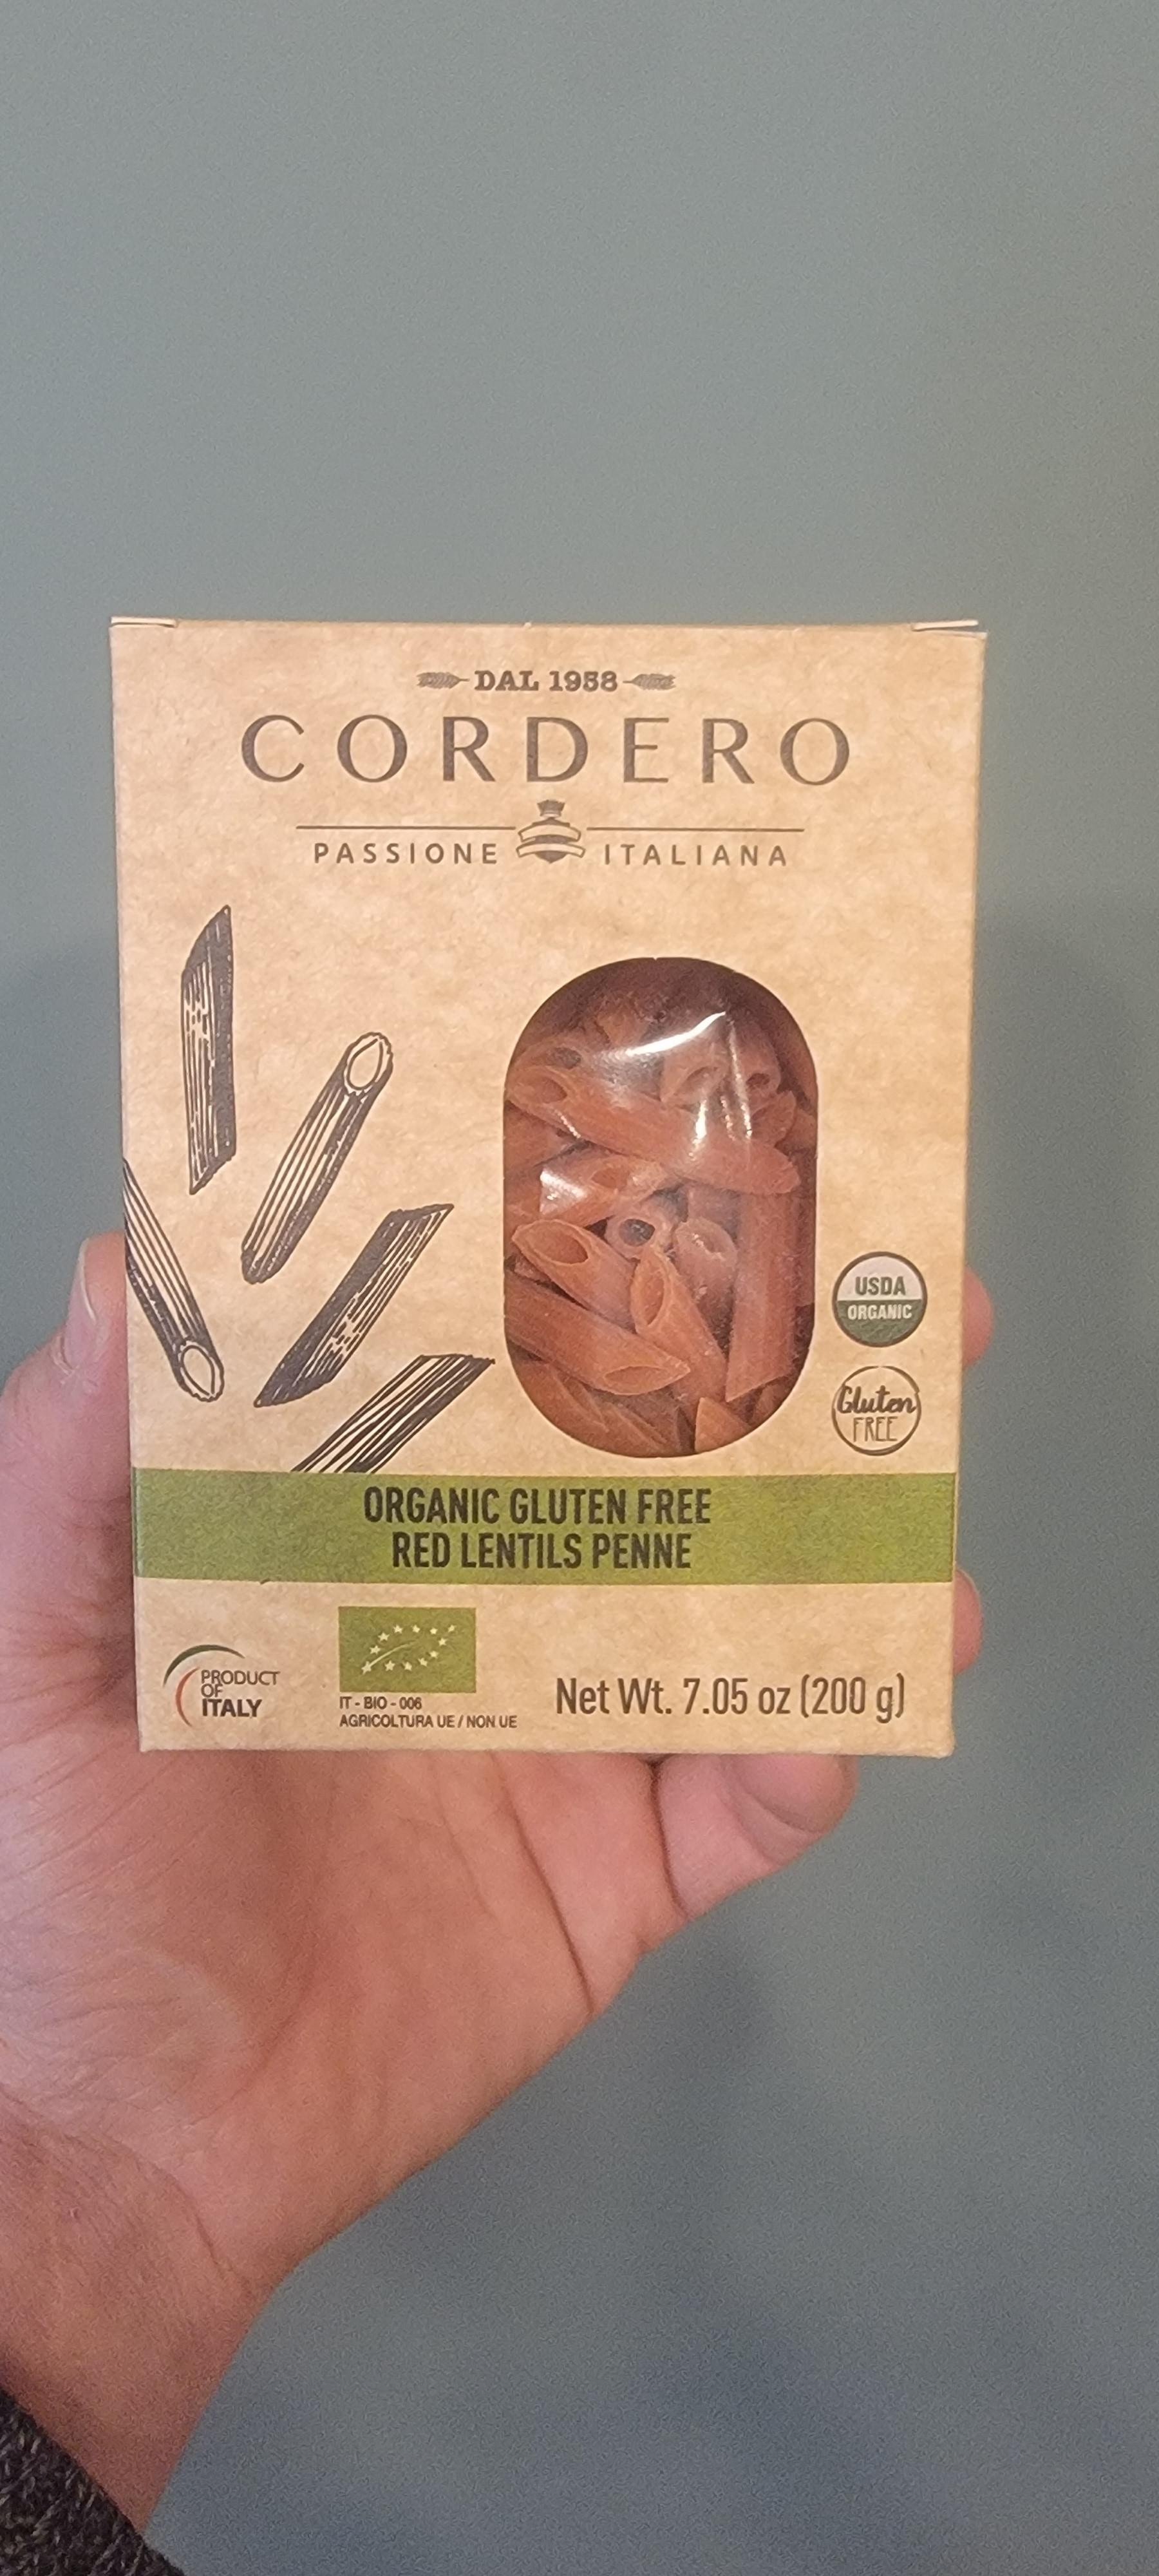 DAL 1958
CORDERO
PASSIONE ITALIANA
USDA
ORGANIC
Gluten
FREE
ORGANIC GLUTEN FREE
RED LENTILS PENNE
PRODUCT
OF
ITALY
IT - BIO - 006
AGRICOLTURA UE / NON UE
Net Wt. 7.05 oz (200 g)